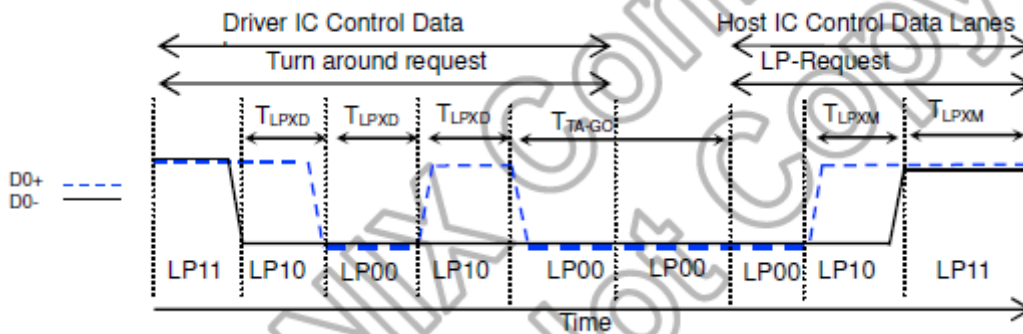 Driver IC Control Data Host IC Control Data Lanes
Turn around request LP-Request
TLPXD TLPXD TLPXD TTA-GO TLPXM TLPXM
D0+
D0-
LP11 LP10 LP00 LP10 LP00 LP00 LP00 LP10 LP11
Time